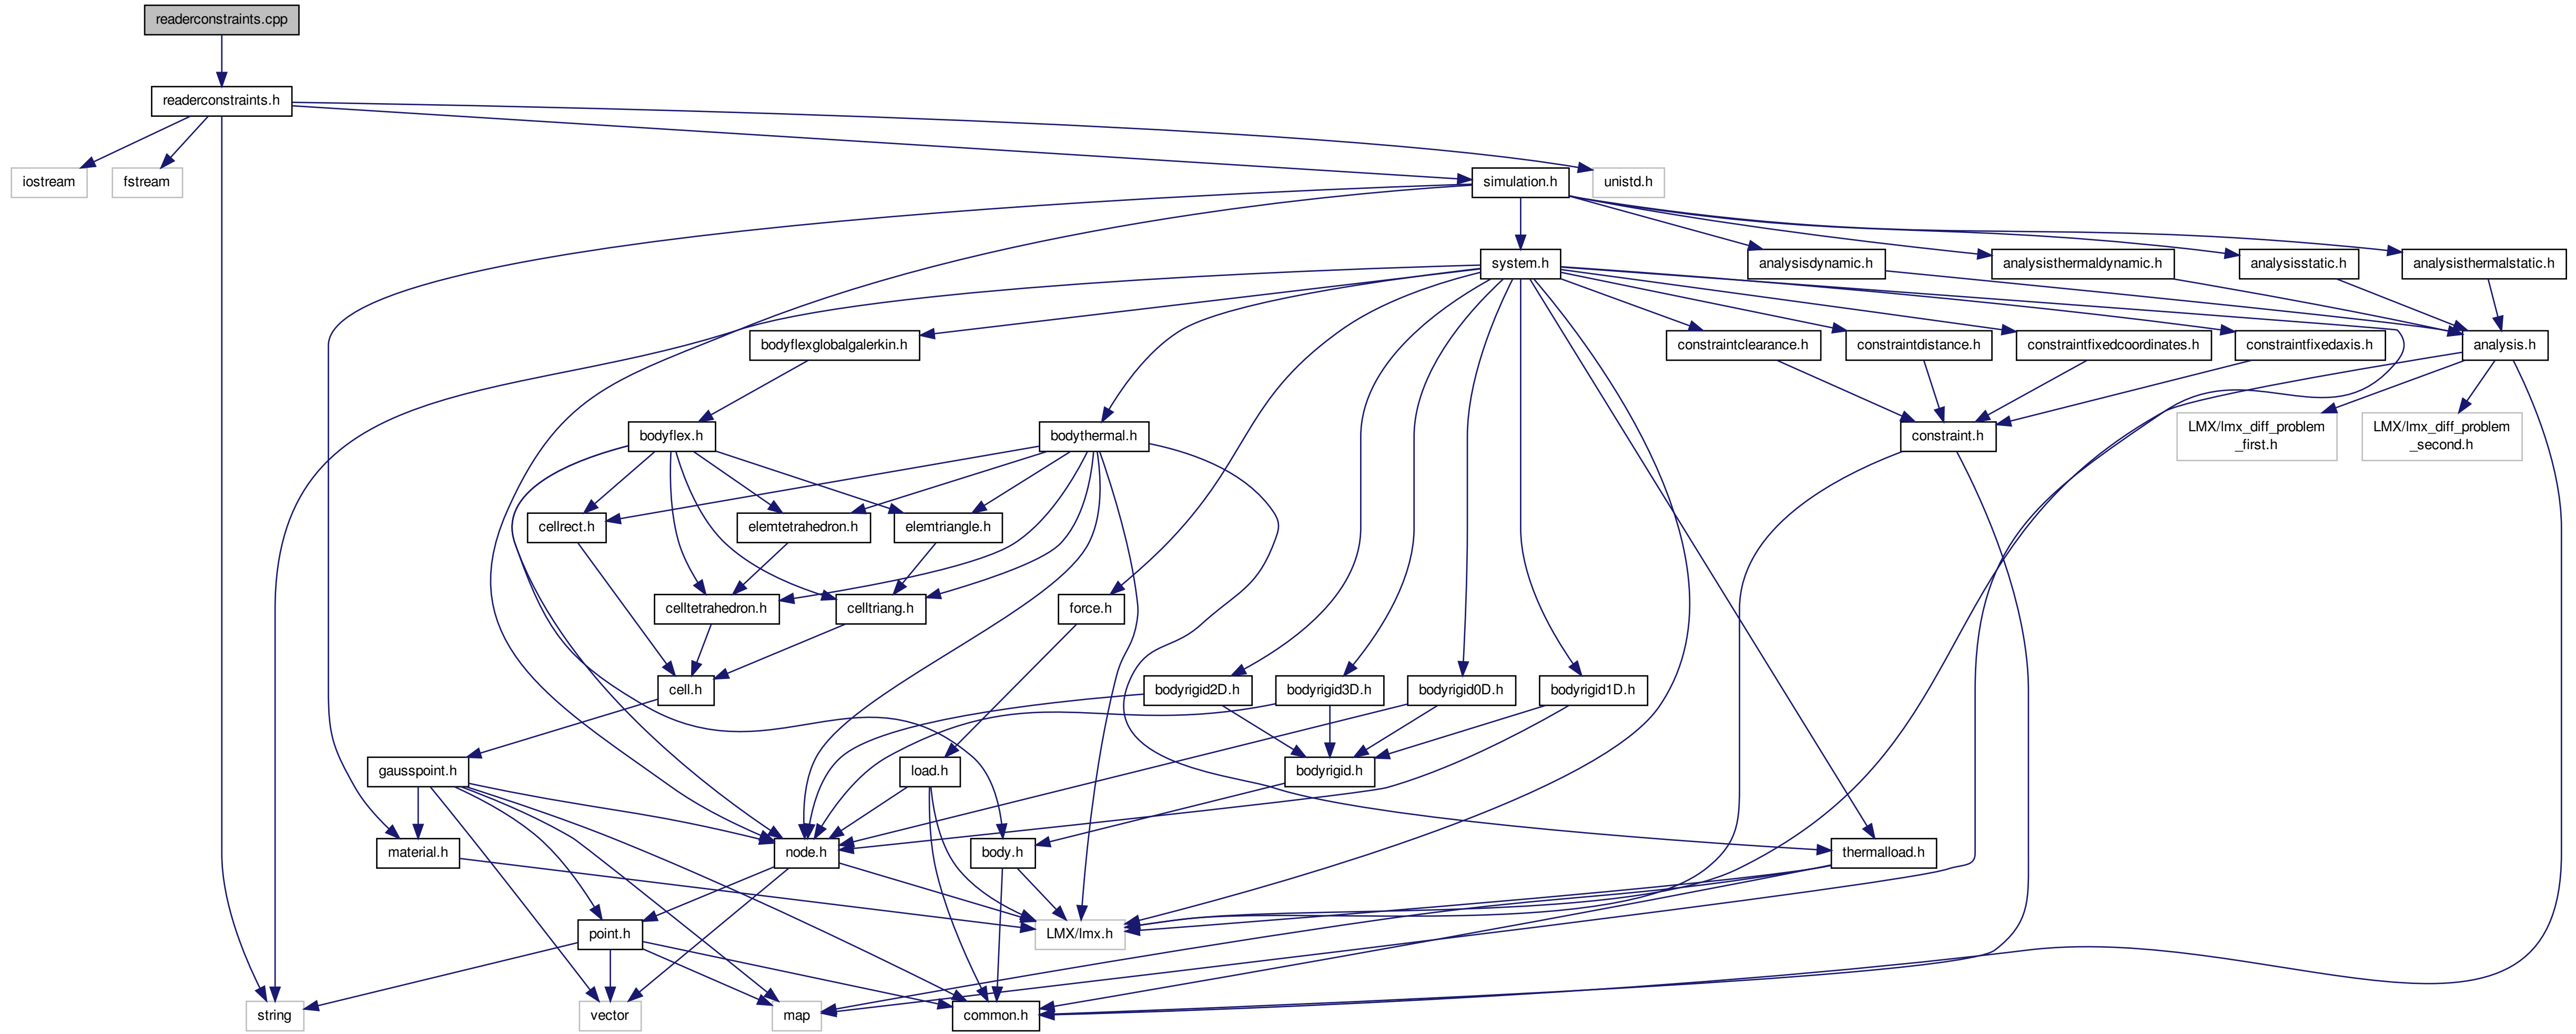 readerconstraints.cpp
readerconstraints.h
iostream
fstream
simulation.h
unistd.h
system.h
analysisdynamic.h
analysisthermaldynamic.h
analysisstatic.h
analysisthermalstatic.h
bodyflexglobalgalerkin.h
constraintclearance.h
constraintdistance.h
constraintfixedcoordinates.h
constraintfixedaxis.h
analysis.h
bodyflex.h
bodythermal.h
constraint.h
LMX/lmx_diff_problem
_first.h
LMX/lmx_diff_problem
_second.h
cellrect.h
elemtetrahedron.h
elemtriangle.h
celltetrahedron.h
celltriang.h
force.h
cell.h
bodyrigid2D.h
bodyrigid3D.h
bodyrigid0D.h
bodyrigid1D.h
gausspoint.h
load.h
bodyrigid.h
material.h
node.h
body.h
thermalload.h
point.h
LMX/lmx.h
string
vector
map
common.h